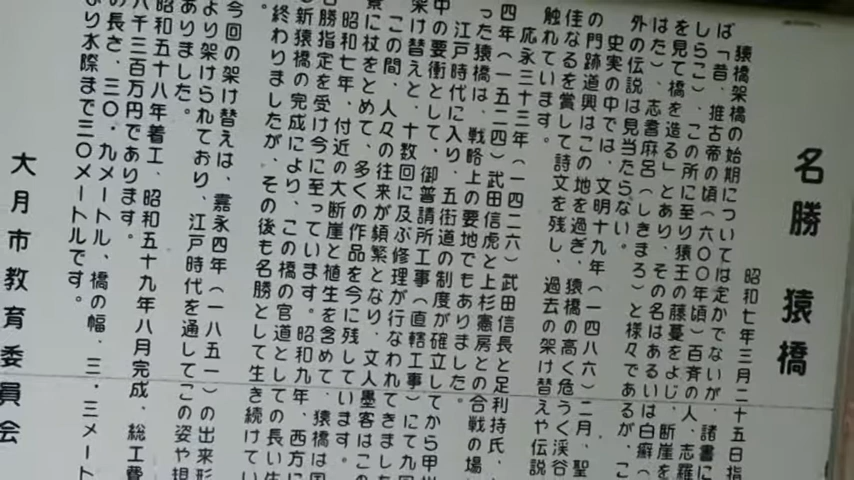 名勝　猿橋
昭和七年三月二十五日指
猿橋架橋の始期については定かでないが、諸書に
ば「昔、推古帝の頃(六〇〇年頃)百済の人、志羅
しらこ)、この所に至り猿王の藤蔓をよじ、断崖を
を見て橋を造る」とあり、その名はあるいは白癬(
はた)、志耆麻呂(しきまろ)と様々であるが、こ
外の伝説は見当たらない。
史実の中では、文明十九年(一四八六)二月、聖
の門跡道興はこの地を過ぎ、猿橋の高く危うく渓谷
佳なるを賞して詩文を残し、過去の架け替えや伝説
触れています。
応永三十三年(一四二六)武田信長と足利持氏、
四年(一五二四)武田信虎と上杉憲房との合戦の場
った猿橋は、戦略上の要地でもありました。
江戸時代に入り、五街道の制度が確立してから甲州
中の要衝として、御普請所工事(直轄工事)にて九回
架け替えと、十数回に及ぶ修理が行なわれてきました
この間、人々の往来が頻繁となり、文人墨客はこの
景に杖をとめて、多くの作品を今に残しています。
昭和七年、付近の大断崖と植生を含めて、猿橋は国
名勝指定を受け今に至っています。昭和九年、西方に
る新猿橋の完成により、この橋の官道としての長い生
終わりましたが、その後も名勝として生き続けてい
。
今回の架け替えは、嘉永四年(一八五一)の出来形
より架けられており、江戸時代を通してこの姿や規
ありました。
昭和五十八年着工、昭和五十九年八月完成、総工費
八千三百万円であります。
の長さ、三〇・九メートル、橋の幅、三・三メート
より水際まで三〇メートルです。
大月市教育委員会